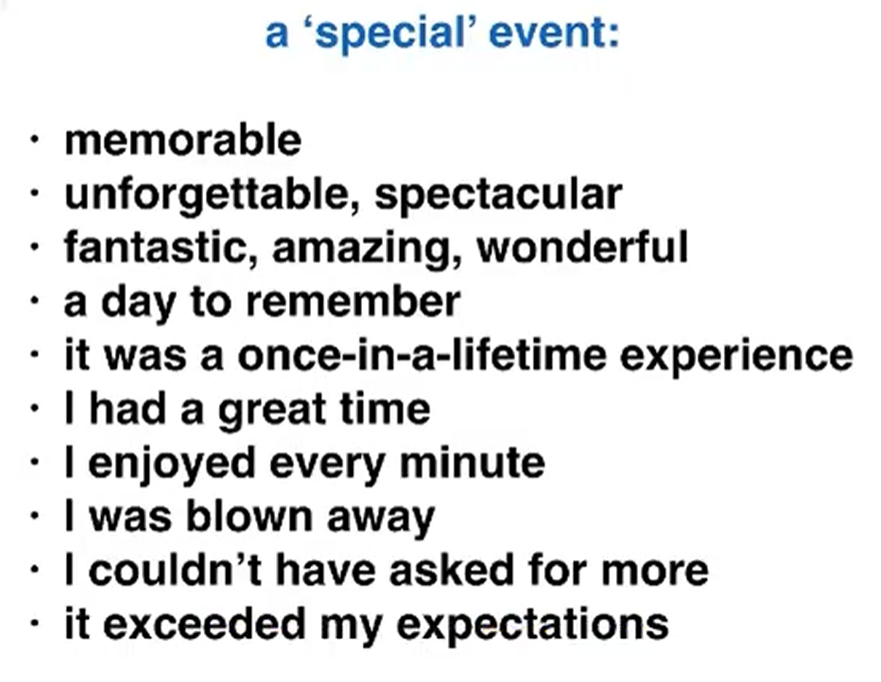 a ‘special’ event:
· memorable
· unforgettable, spectacular
· fantastic, amazing, wonderful
· a day to remember
· it was a once-in-a-lifetime experience
· I had a great time
· I enjoyed every minute
· I was blown away
· I couldn’t have asked for more
· it exceeded my expectations